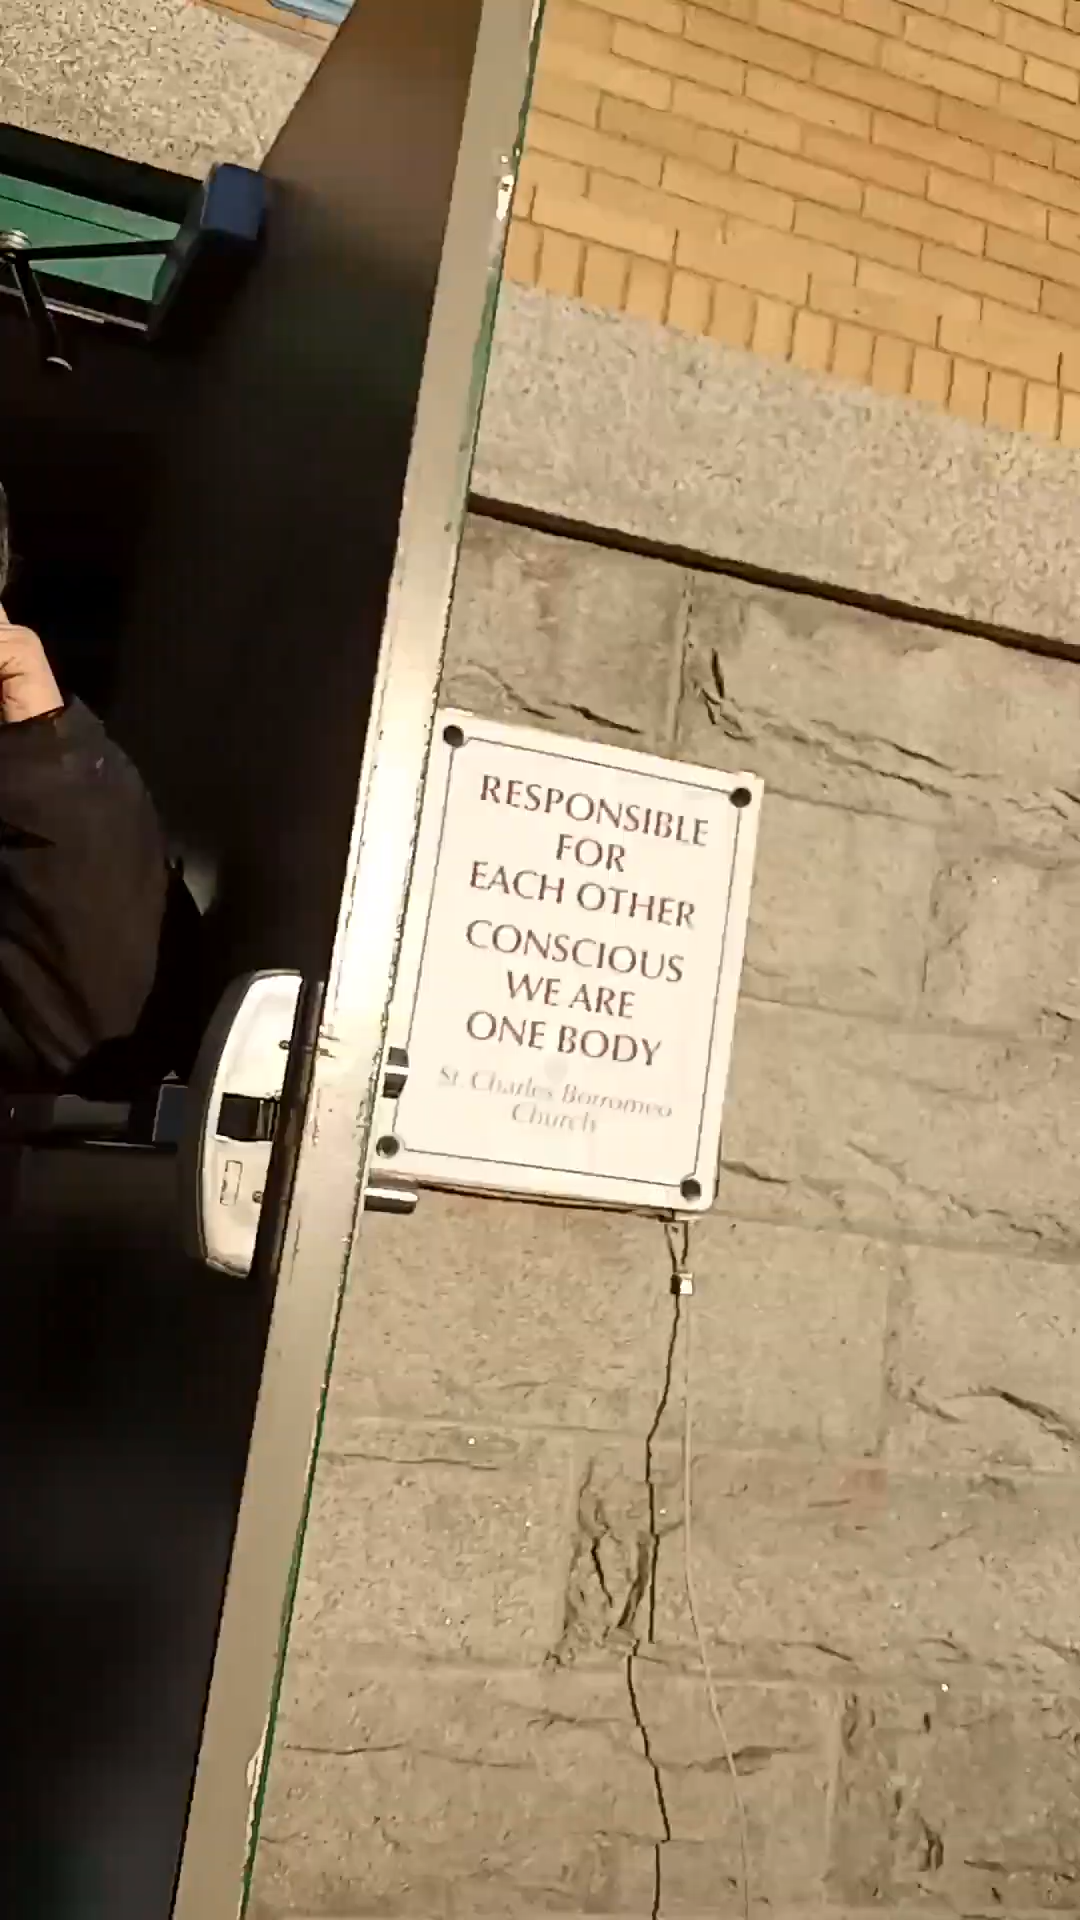 RESPONSIBLE
FOR
EACH OTHER
CONSCIOUS
WE ARE
ONE BODY
St. Charles Borromeo
Church